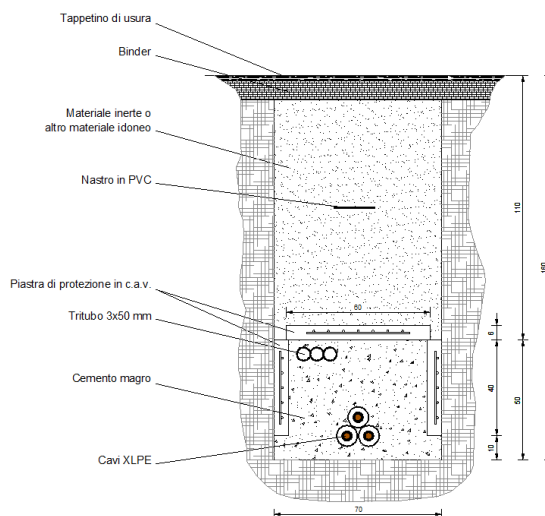 Tappetino di usura
Binder
Materiale inerte o
altro materiale idoneo
Nastro in PVC
Piastra di protezione in c.a.v.
Tritubo 3x50 mm
Cemento magro
Cavi XLPE
60
110
6
40
50
10
160
70